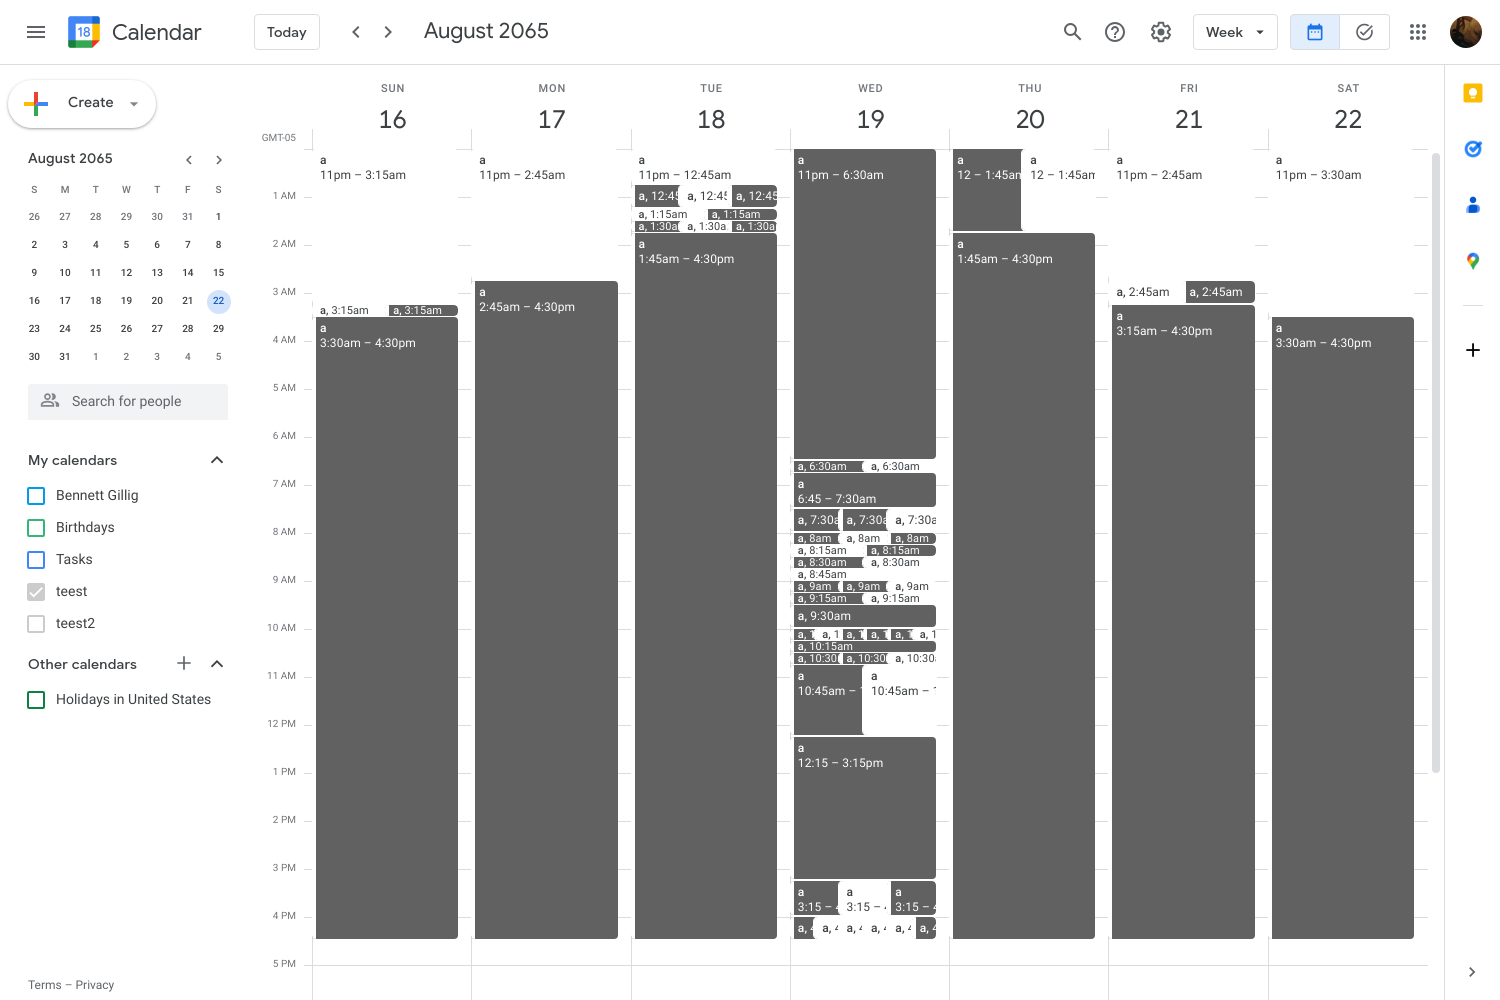 18 Calendar Today August 2065 Week
Create
August 2065
S M T W T F S
26 27 28 29 30 31 1
2 3 4 5 6 7 8
9 10 11 12 13 14 15
16 17 18 19 20 21 22
23 24 25 26 27 28 29
30 31 1 2 3 4 5
Search for people
My calendars
Bennett Gillig
Birthdays
Tasks
teest
teest2
Other calendars
Holidays in United States
Terms – Privacy
SUN MON TUE WED THU FRI SAT
16 17 18 19 20 21 22
GMT-05
1 AM
2 AM
3 AM
4 AM
5 AM
6 AM
7 AM
8 AM
9 AM
10 AM
11 AM
12 PM
1 PM
2 PM
3 PM
4 PM
5 PM
a
11pm – 3:15am
a, 3:15am a, 3:15am
a
3:30am – 4:30pm
a
11pm – 2:45am
a
2:45am – 4:30pm
a
11pm – 12:45am
a, 12:45 a, 12:45 a, 12:45
a, 1:15am a, 1:15am
a, 1:30a a, 1:30a a, 1:30a
a
1:45am – 4:30pm
a
11pm – 6:30am
a, 6:30am a, 6:30am
a
6:45 – 7:30am
a, 7:30a a, 7:30a a, 7:30a
a, 8am a, 8am a, 8am
a, 8:15am a, 8:15am
a, 8:30am a, 8:30am
a, 8:45am
a, 9am a, 9am a, 9am
a, 9:15am a, 9:15am
a, 9:30am
a, 1 a, 1 a, 1 a, 1 a, 1 a, 1
a, 10:15am
a, 10:30 a, 10:30 a, 10:30
a a
10:45am – 10:45am –
a
12:15 – 3:15pm
a a a
3:15 – 4 3:15 – 4 3:15 – 4
a, 4 a, 4 a, 4 a, 4 a, 4 a, 4
a a
12 – 1:45am 12 – 1:45am
a
1:45am – 4:30pm
a
11pm – 2:45am
a, 2:45am a, 2:45am
a
3:15am – 4:30pm
a
11pm – 3:30am
a
3:30am – 4:30pm